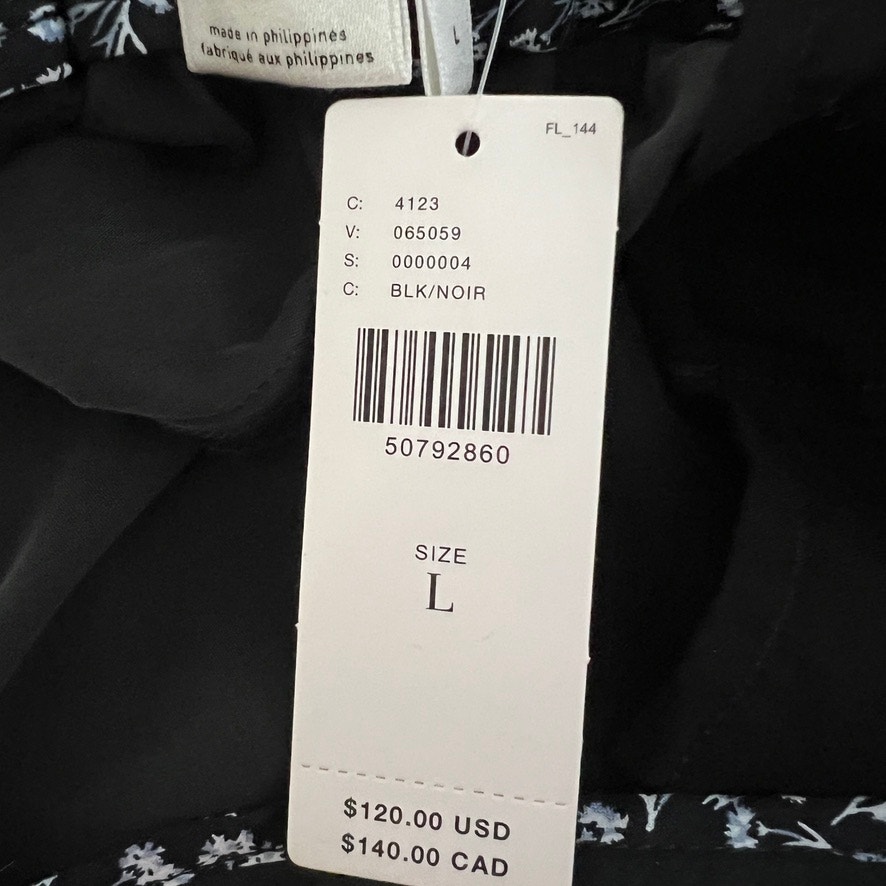 made in philippines
fabriqué aux philippines
L
FL_144
C: 4123
V: 065059
S: 0000004
C: BLK/NOIR
50792860
SIZE
L
$120.00 USD
$140.00 CAD